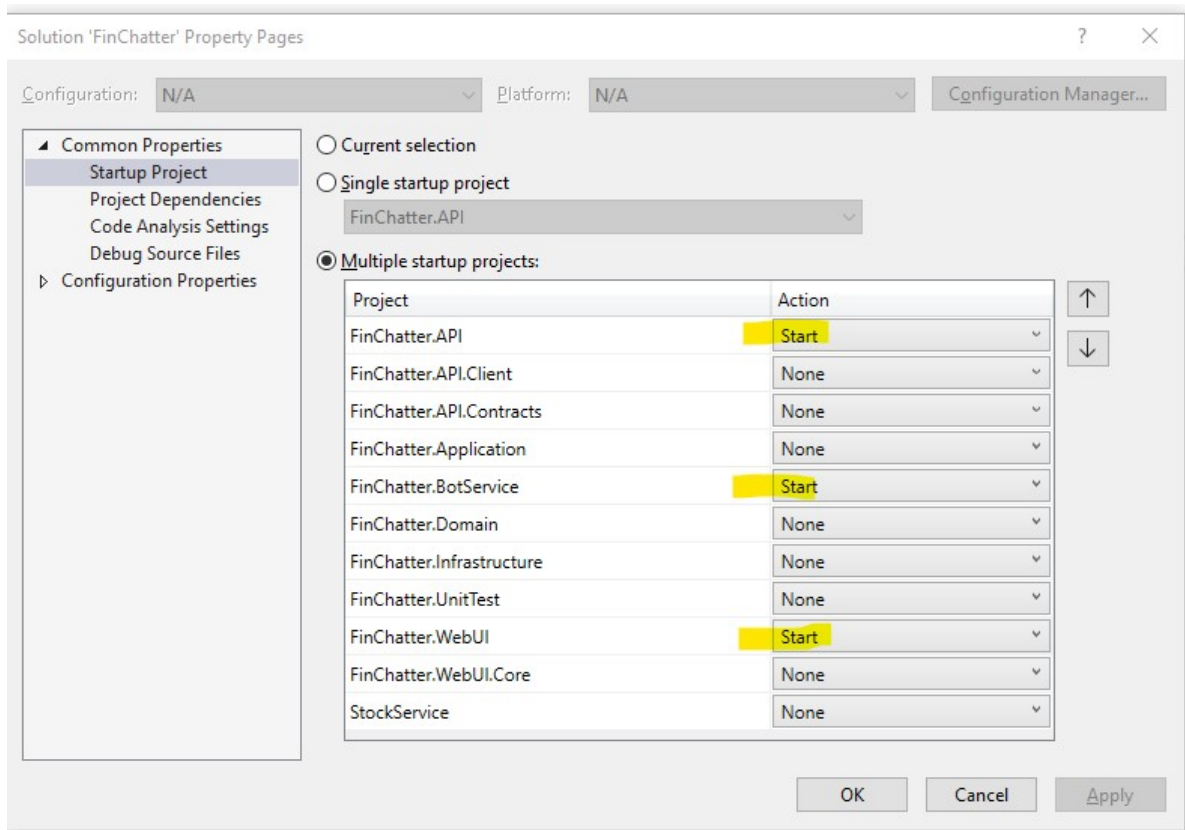 Solution 'FinChatter' Property Pages ?
Configuration: N/A Platform: N/A Configuration Manager...
Common Properties
Startup Project
Project Dependencies
Code Analysis Settings
Debug Source Files
Configuration Properties
Current selection
Single startup project
FinChatter.API
Multiple startup projects:
Project Action
FinChatter.API Start
FinChatter.API.Client None
FinChatter.API.Contracts None
FinChatter.Application None
FinChatter.BotService Start
FinChatter.Domain None
FinChatter.Infrastructure None
FinChatter.UnitTest None
FinChatter.WebUI Start
FinChatter.WebUI.Core None
StockService None
OK Cancel Apply